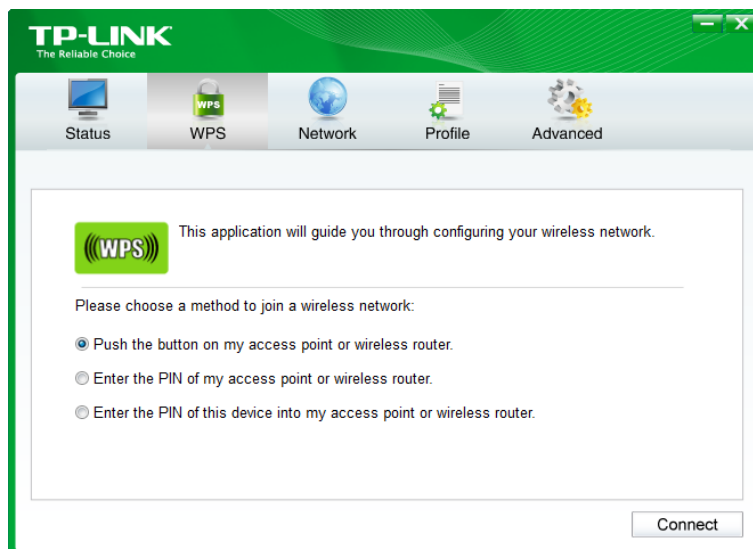 TP-LINK
The Reliable Choice
Status WPS Network Profile Advanced
WPS
This application will guide you through configuring your wireless network.
(((WPS)))
Please choose a method to join a wireless network:
Push the button on my access point or wireless router.
Enter the PIN of my access point or wireless router.
Enter the PIN of this device into my access point or wireless router.
Connect